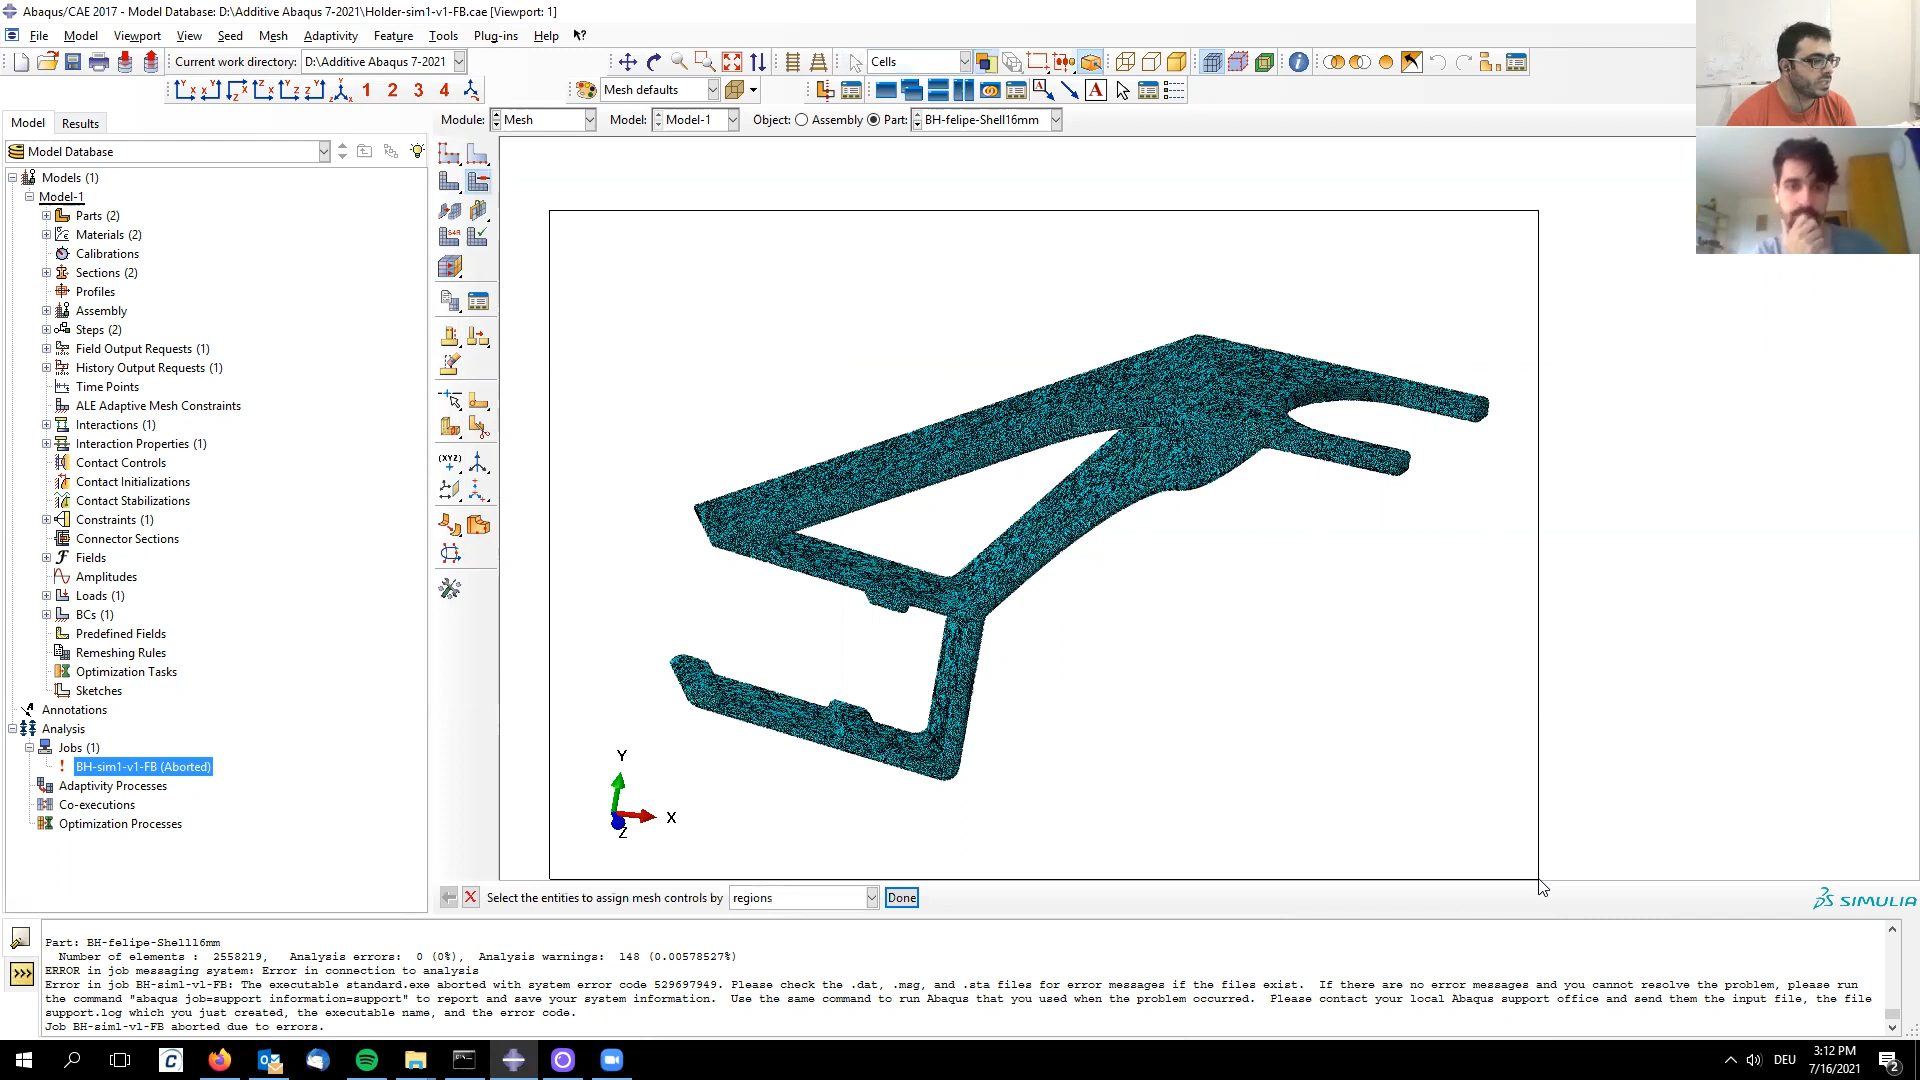 Abaqus/CAE 2017 - Model Database: D:\Additive Abaqus 7-2021\Holder-sim1-v1-FB.cae [Viewport: 1]
File Model Viewport View Seed Mesh Adaptivity Feature Tools Plug-ins Help
Current work directory: D:\Additive Abaqus 7-2021 Cells
1 2 3 4 Mesh defaults A
Model Results Module: Mesh Model: Model-1 Object: Assembly Part: BH-felipe-Shell16mm
Model Database
Models (1)
Model-1
Parts (2)
Materials (2)
Calibrations
Sections (2)
Profiles
Assembly
Steps (2)
Field Output Requests (1)
History Output Requests (1)
Time Points
ALE Adaptive Mesh Constraints
Interactions (1)
Interaction Properties (1)
Contact Controls
Contact Initializations
Contact Stabilizations
Constraints (1)
Connector Sections
Fields
Amplitudes
Loads (1)
BCs (1)
Predefined Fields
Remeshing Rules
Optimization Tasks
Sketches
Annotations
Analysis
Jobs (1)
BH-sim1-v1-FB (Aborted)
Adaptivity Processes
Co-executions
Optimization Processes
(XYZ)
Y
X
Z
Select the entities to assign mesh controls by regions Done
SIMULIA
Part: BH-felipe-Shell16mm
Number of elements : 2558219, Analysis errors: 0 (0%), Analysis warnings: 148 (0.00578527%)
ERROR in job messaging system: Error in connection to analysis
Error in job BH-sim1-v1-FB: The executable standard.exe aborted with system error code 529697949. Please check the .dat, .msg, and .sta files for error messages if the files exist. If there are no error messages and you cannot resolve the problem, please run
the command "abaqus job=support information=support" to report and save your system information. Use the same command to run Abaqus that you used when the problem occurred. Please contact your local Abaqus support office and send them the input file, the file
support.log which you just created, the executable name, and the error code.
Job BH-sim1-v1-FB aborted due to errors.
DEU
3:12 PM
7/16/2021
2